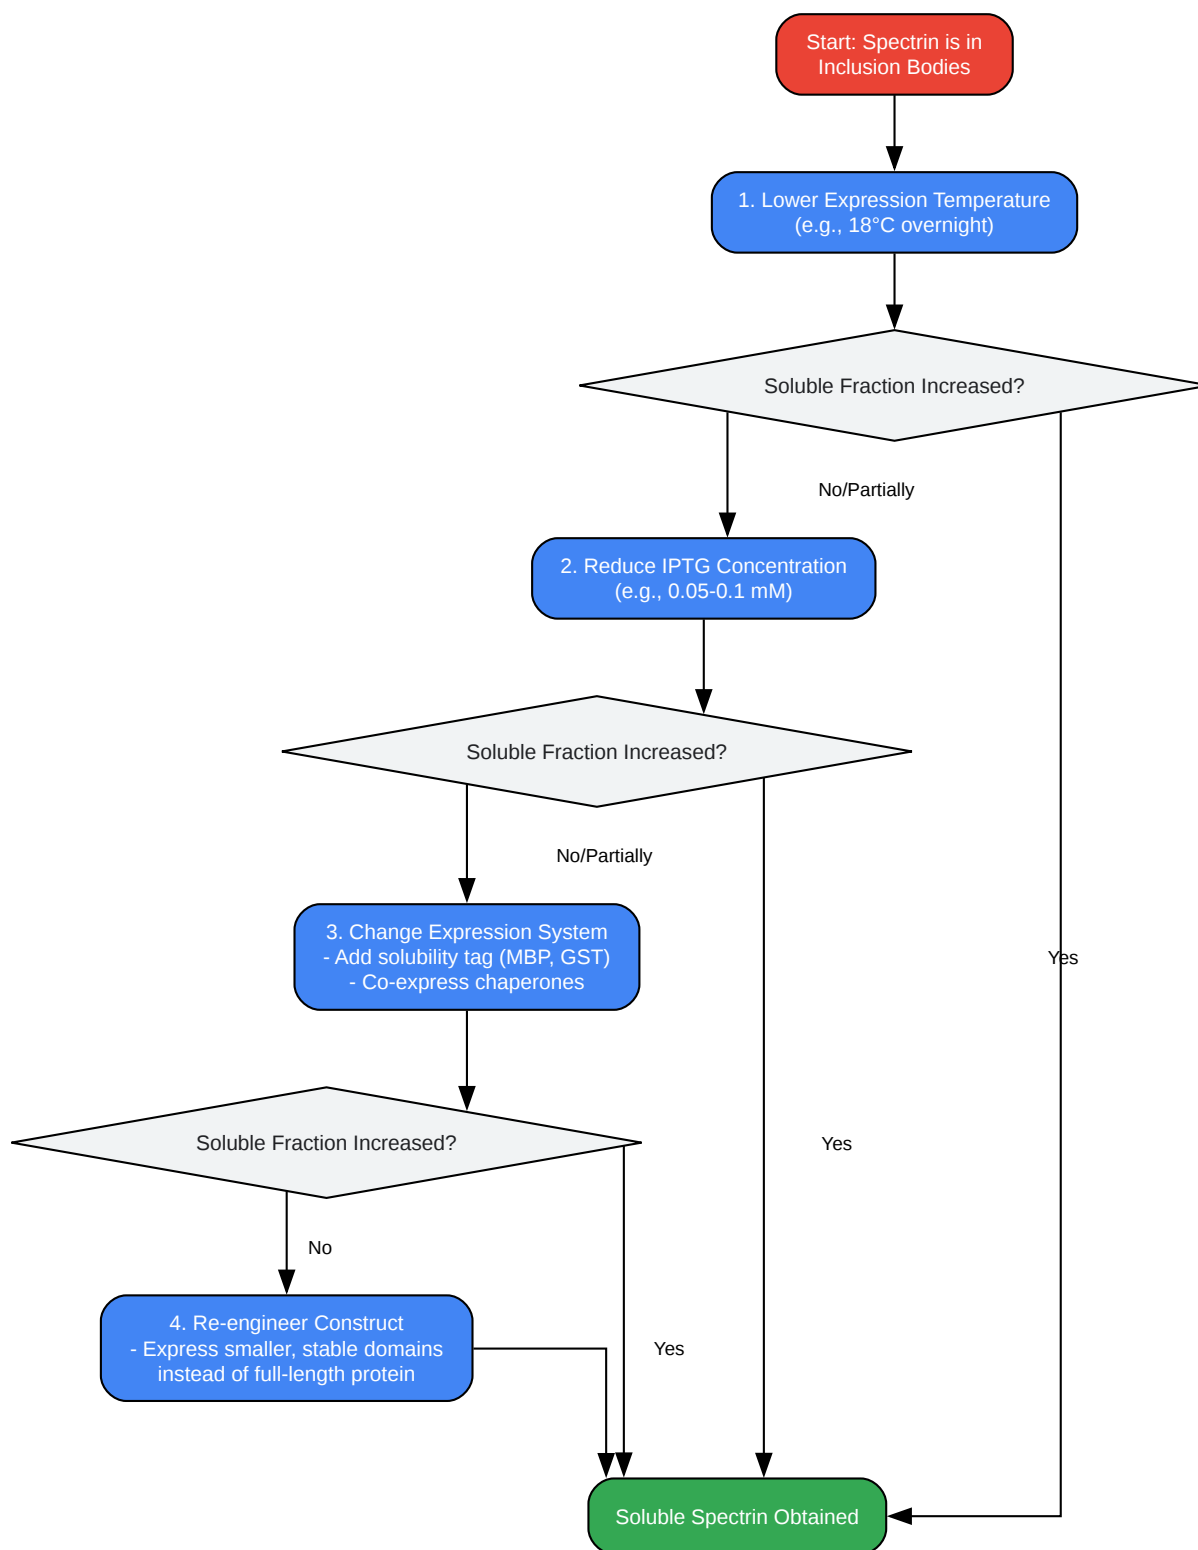 Start: Spectrin is in
Inclusion Bodies
1. Lower Expression Temperature
(e.g., 18°C overnight)
Soluble Fraction Increased?
No/Partially
2. Reduce IPTG Concentration
(e.g., 0.05-0.1 mM)
Soluble Fraction Increased?
No/Partially
3. Change Expression System
- Add solubility tag (MBP, GST)
- Co-express chaperones
Yes
Soluble Fraction Increased?
Yes
No
4. Re-engineer Construct
- Express smaller, stable domains
instead of full-length protein
Yes
Soluble Spectrin Obtained